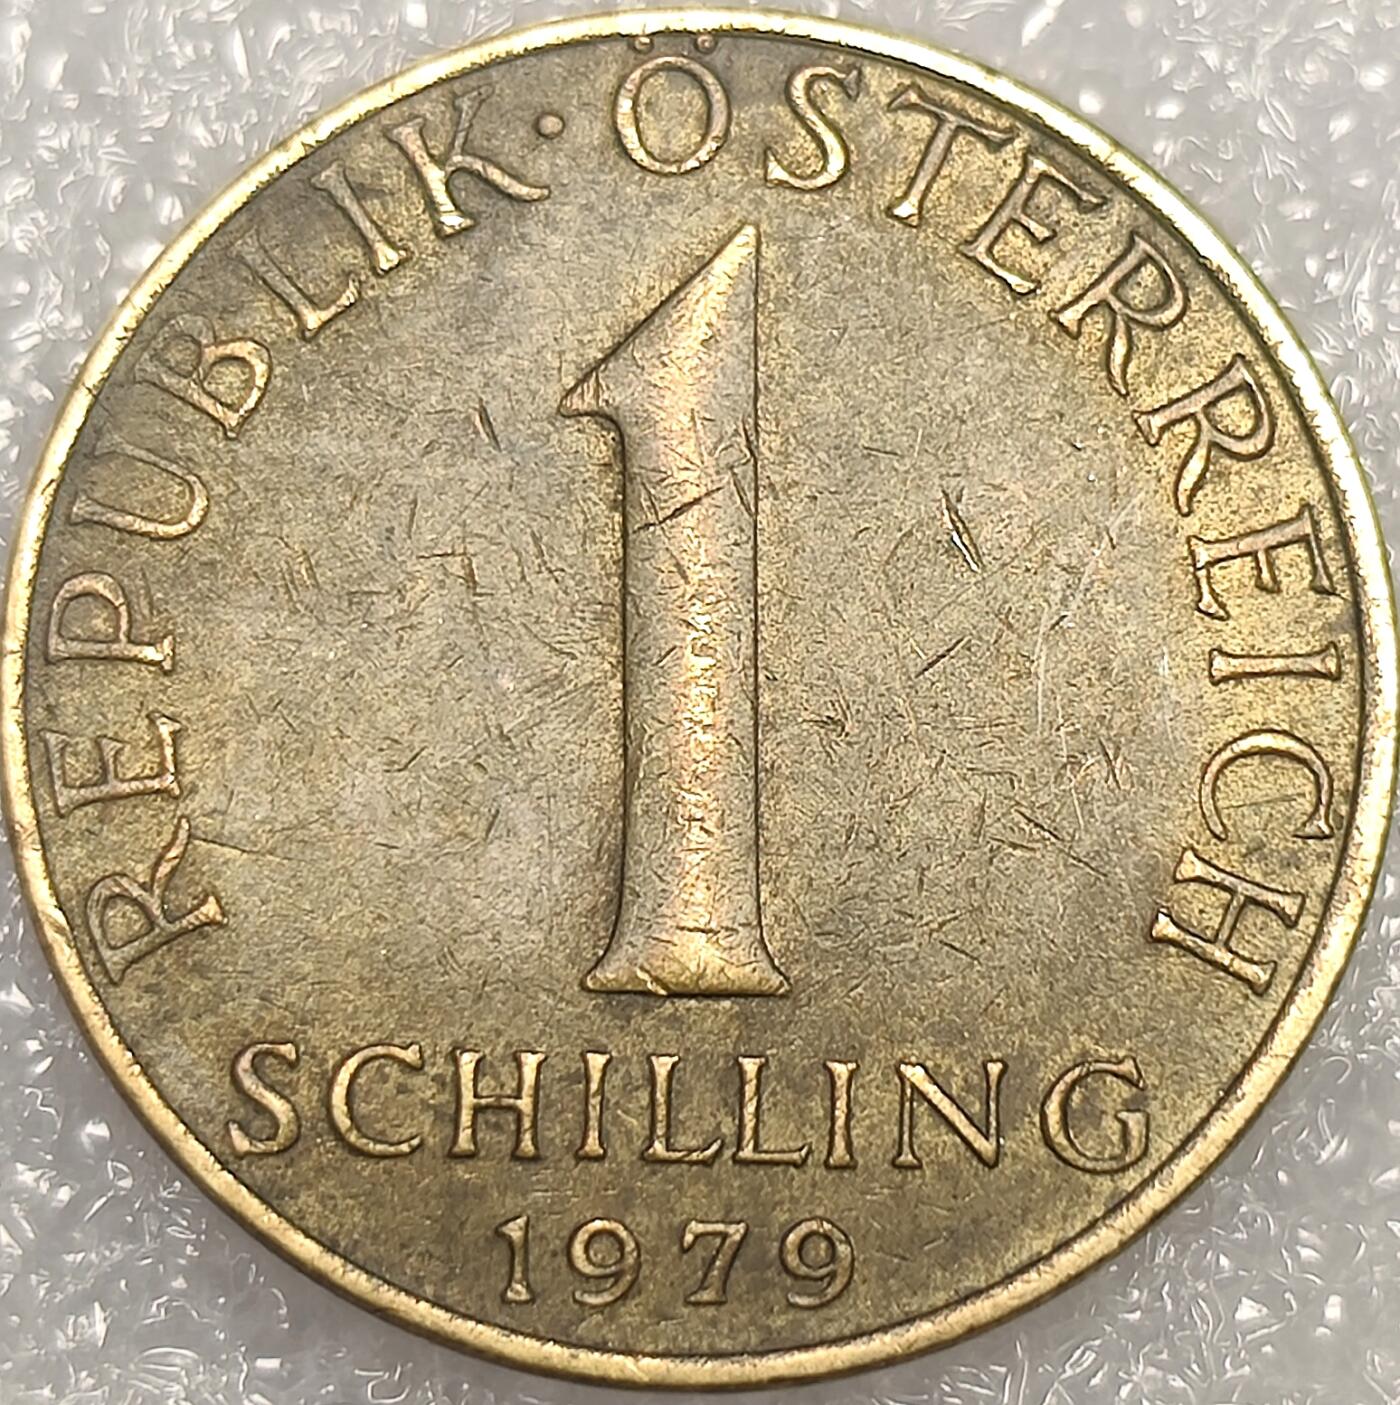 REPUBLIK · ÖSTERREICH
1
SCHILLING
1979